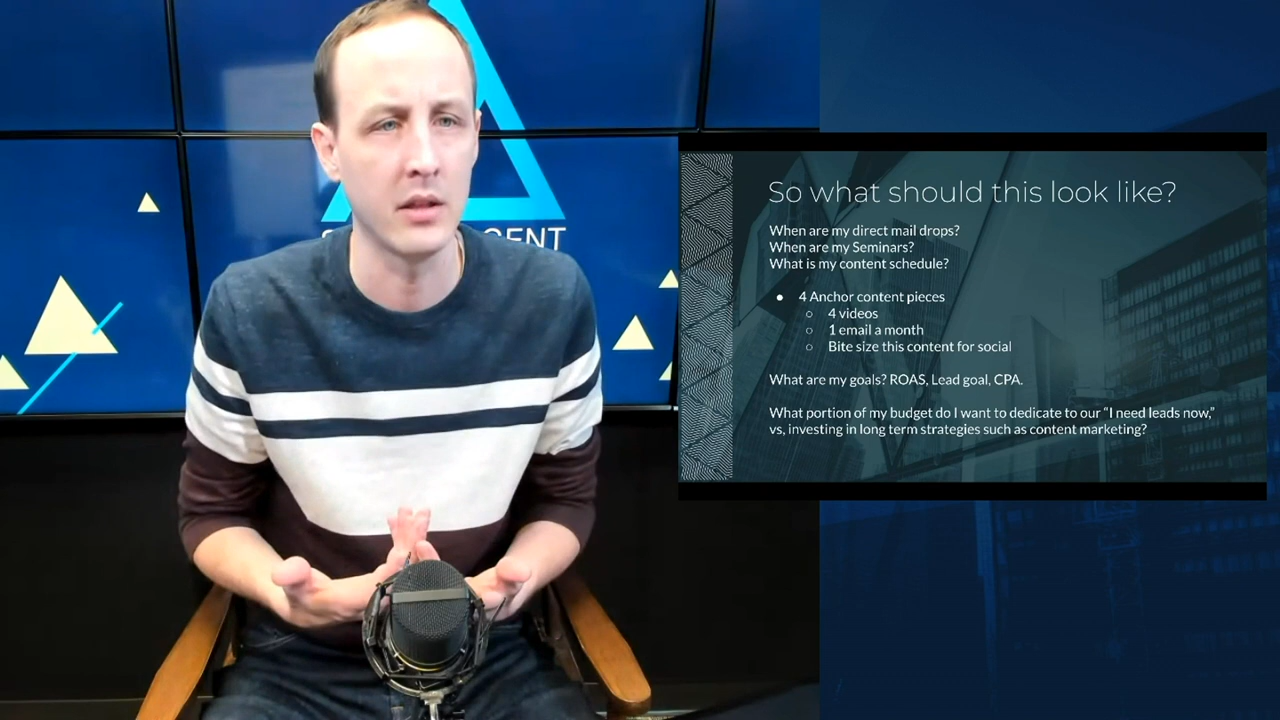 So what should this look like?
When are my direct mail drops?
When are my Seminars?
What is my content schedule?
● 4 Anchor content pieces
○ 4 videos
○ 1 email a month
○ Bite size this content for social
What are my goals? ROAS, Lead goal, CPA.
What portion of my budget do I want to dedicate to our “I need leads now,”
vs, investing in long term strategies such as content marketing?